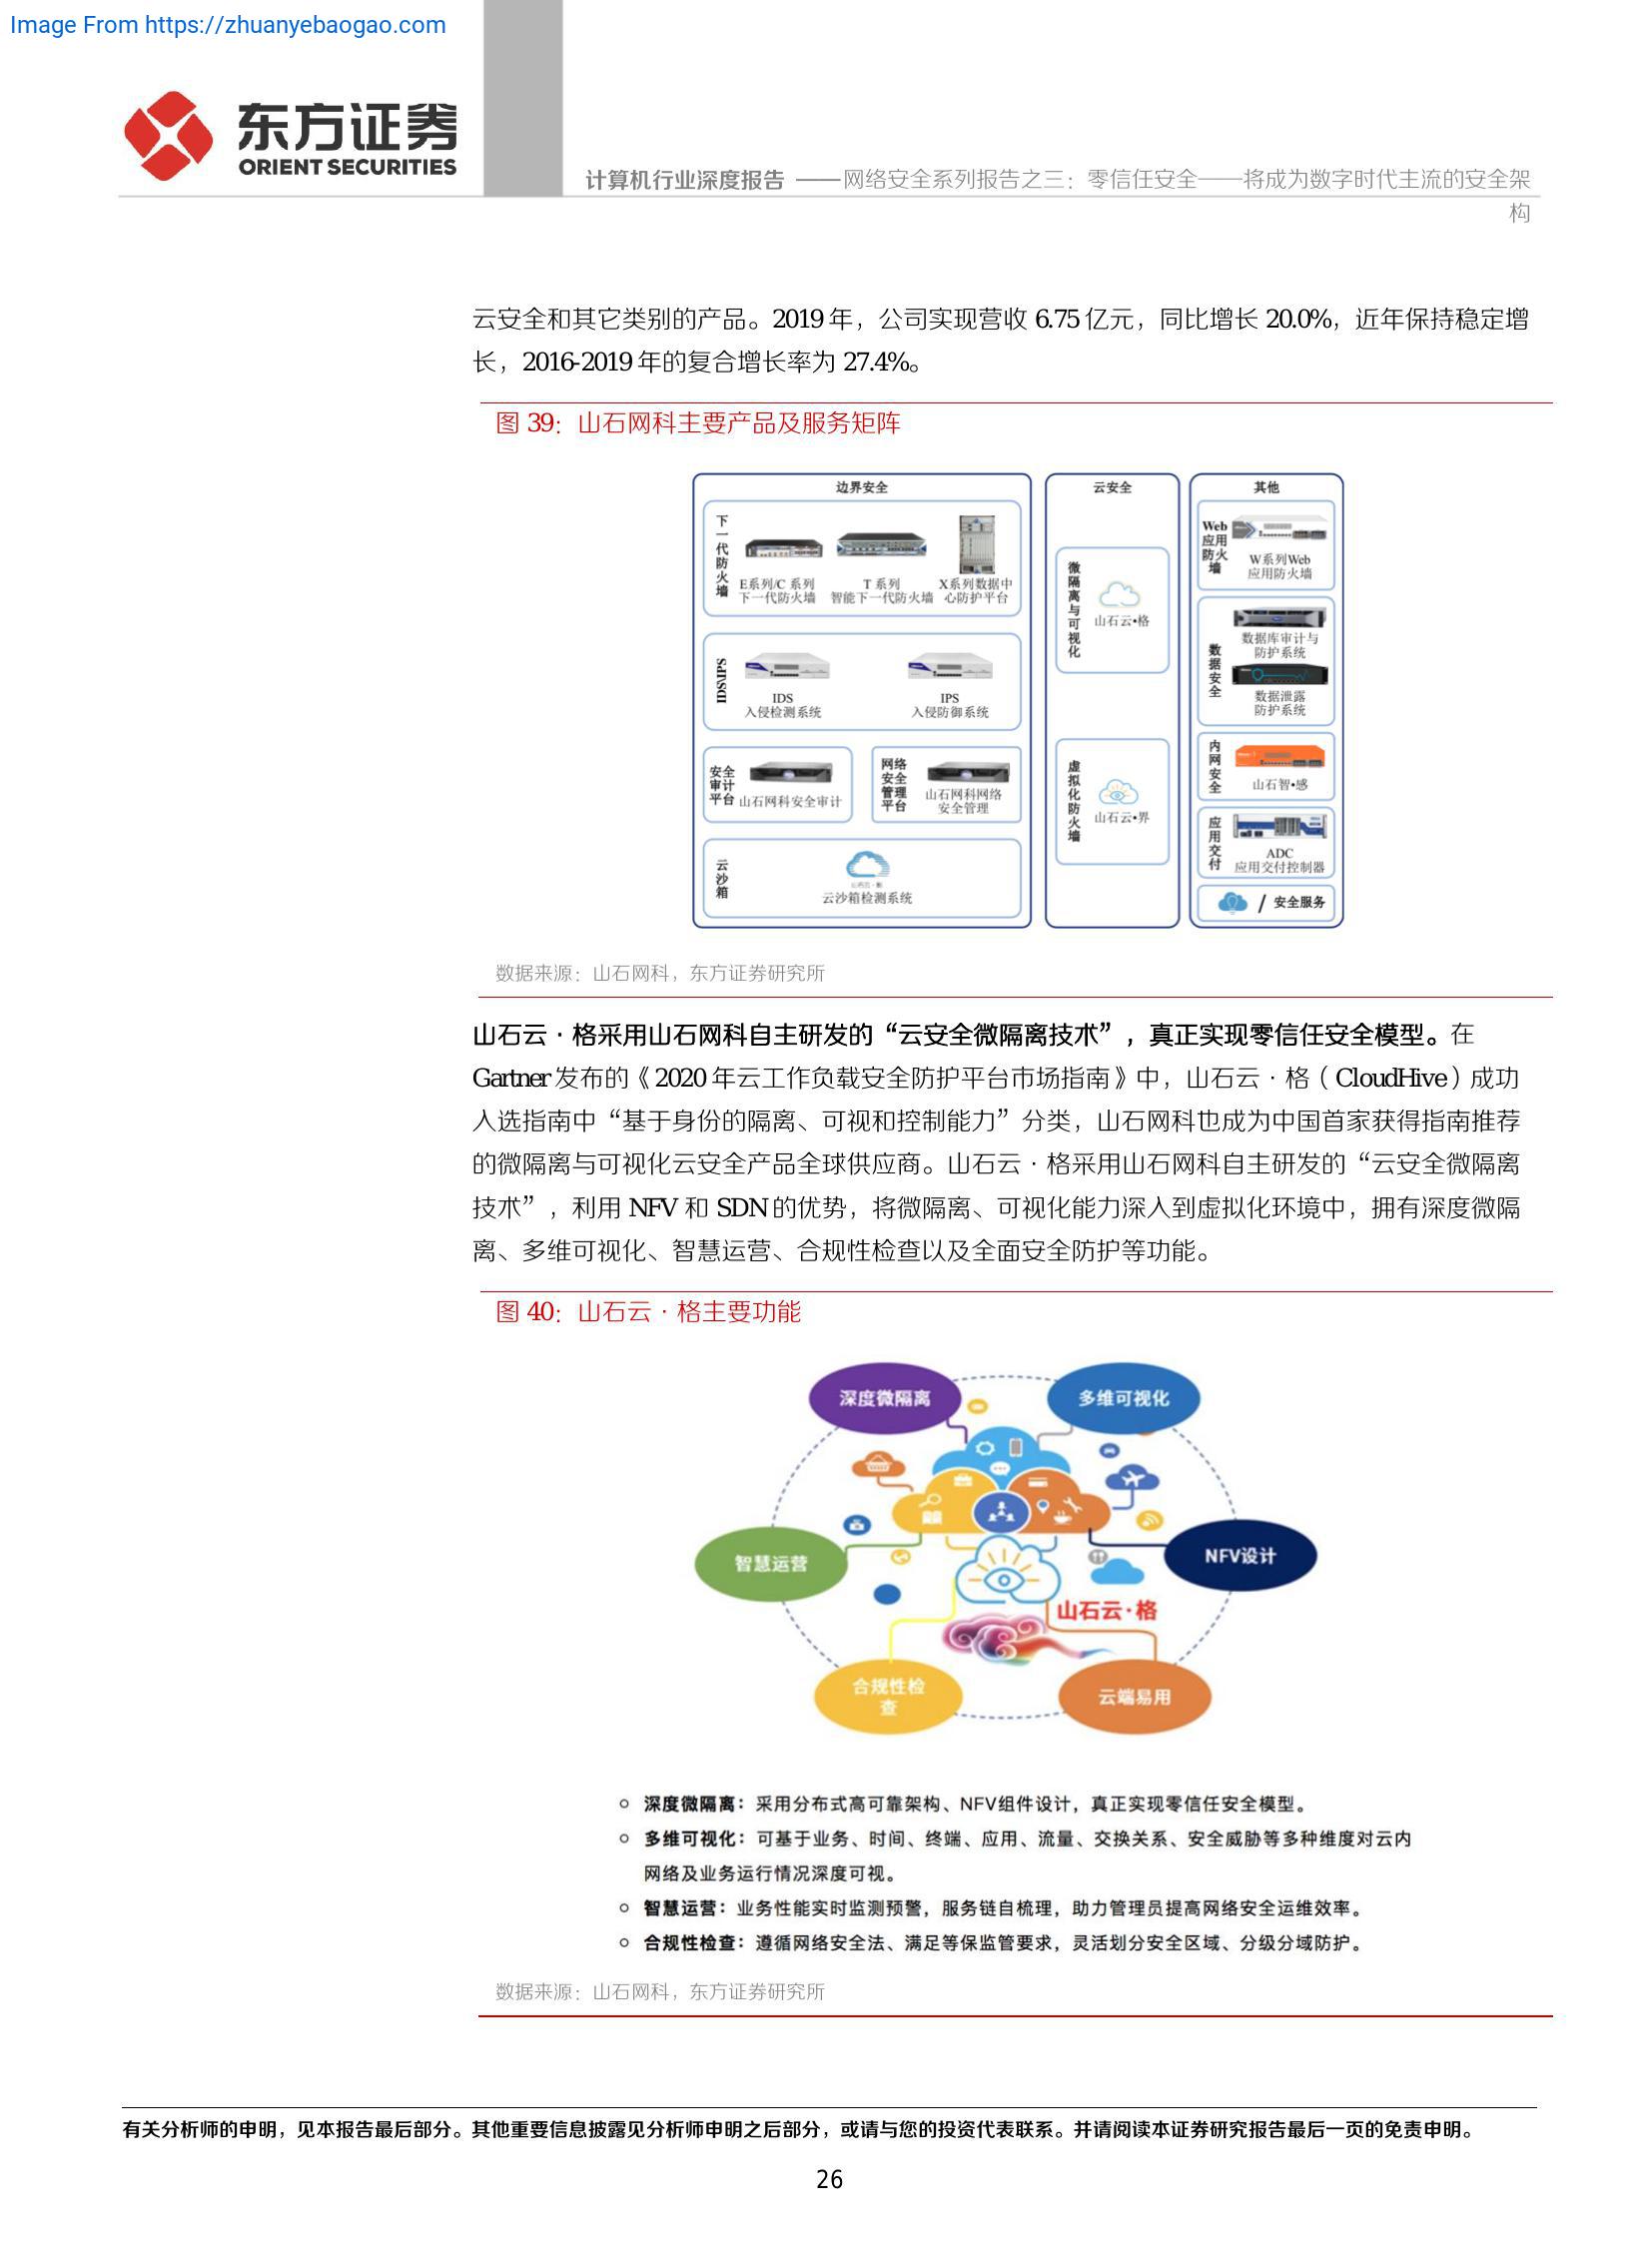 Image From https://zhuanyebaogao.com
东方证券
ORIENT SECURITIES
计算机行业深度报告 ——网络安全系列报告之三：零信任安全——将成为数字时代主流的安全架
构
云安全和其它类别的产品。2019 年，公司实现营收 6.75 亿元，同比增长 20.0%，近年保持稳定增
长，2016-2019 年的复合增长率为 27.4%。
图 39：山石网科主要产品及服务矩阵
边界安全
下一代防火墙
E系列/C 系列
下一代防火墙
T 系列
智能下一代防火墙
X系列数据中
心防护平台
IDS\IPS
IDS
入侵检测系统
IPS
入侵防御系统
安全
审计
平台
山石网科安全审计
网络
安全
管理
平台
山石网科网络
安全管理
云沙箱
云沙箱检测系统
云安全
微隔离与可视化
山石云•格
虚拟化防火墙
山石云•界
其他
Web
应用
防火
墙
W系列Web
应用防火墙
数据安全
数据库审计与
防护系统
数据泄露
防护系统
内网安全
山石智•感
应用交付
ADC
应用交付控制器
/ 安全服务
数据来源：山石网科，东方证券研究所
山石云·格采用山石网科自主研发的“云安全微隔离技术”，真正实现零信任安全模型。在
Gartner 发布的《2020 年云工作负载安全防护平台市场指南》中，山石云·格（CloudHive）成功
入选指南中“基于身份的隔离、可视和控制能力”分类，山石网科也成为中国首家获得指南推荐
的微隔离与可视化云安全产品全球供应商。山石云·格采用山石网科自主研发的“云安全微隔离
技术”，利用 NFV 和 SDN 的优势，将微隔离、可视化能力深入到虚拟化环境中，拥有深度微隔
离、多维可视化、智慧运营、合规性检查以及全面安全防护等功能。
图 40：山石云·格主要功能
深度微隔离
多维可视化
智慧运营
NFV设计
山石云·格
合规性检
查
云端易用
深度微隔离：采用分布式高可靠架构、NFV组件设计，真正实现零信任安全模型。
多维可视化：可基于业务、时间、终端、应用、流量、交换关系、安全威胁等多种维度对云内
网络及业务运行情况深度可视。
智慧运营：业务性能实时监测预警，服务链自梳理，助力管理员提高网络安全运维效率。
合规性检查：遵循网络安全法、满足等保监管要求，灵活划分安全区域、分级分域防护。
数据来源：山石网科，东方证券研究所
有关分析师的申明，见本报告最后部分。其他重要信息披露见分析师申明之后部分，或请与您的投资代表联系。并请阅读本证券研究报告最后一页的免责申明。
26